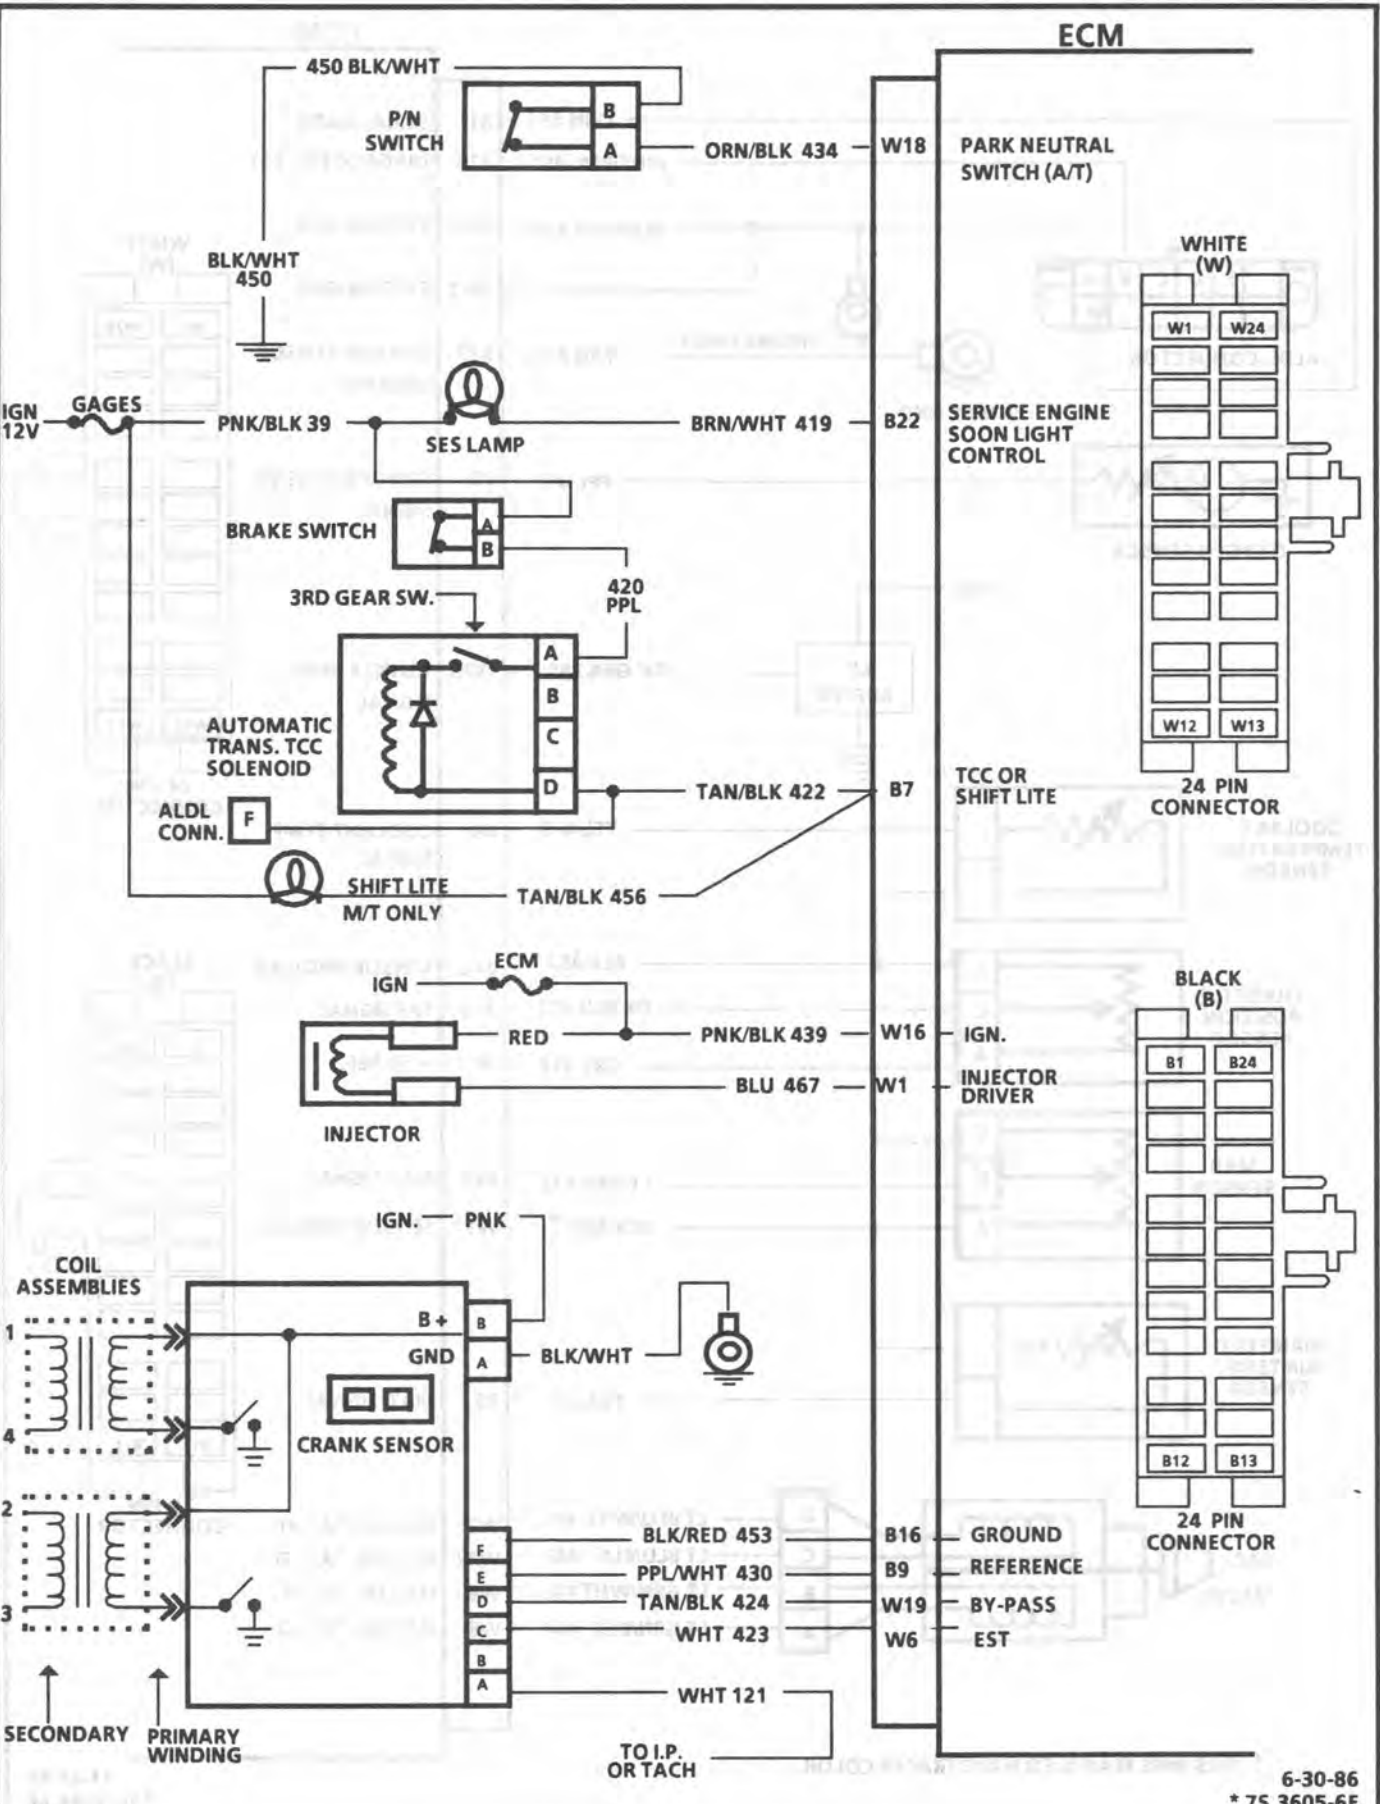 ECM
450 BLK/WHT
P/N
SWITCH
B
A
ORN/BLK 434
W18
PARK NEUTRAL
SWITCH (A/T)
BLK/WHT
450
WHITE
(W)
W1 W24
W12 W13
24 PIN
CONNECTOR
IGN
12V
GAGES
PNK/BLK 39
SES LAMP
BRN/WHT 419
B22
SERVICE ENGINE
SOON LIGHT
CONTROL
BRAKE SWITCH
A
B
3RD GEAR SW.
420
PPL
A
B
C
D
AUTOMATIC
TRANS. TCC
SOLENOID
TAN/BLK 422
B7
TCC OR
SHIFT LITE
ALDL
CONN.
F
SHIFT LITE
M/T ONLY
TAN/BLK 456
IGN
ECM
RED
PNK/BLK 439
W16
IGN.
BLU 467
W1
INJECTOR
DRIVER
INJECTOR
BLACK
(B)
B1 B24
B12 B13
24 PIN
CONNECTOR
IGN.
PNK
COIL
ASSEMBLIES
1
4
2
3
B +
B
GND
A
BLK/WHT
CRANK SENSOR
F
BLK/RED 453
B16
GROUND
E
PPL/WHT 430
B9
REFERENCE
D
TAN/BLK 424
W19
BY-PASS
C
WHT 423
W6
EST
B
A
WHT 121
SECONDARY
PRIMARY
WINDING
TO I.P.
OR TACH
6-30-86
* 7S 3605-6E